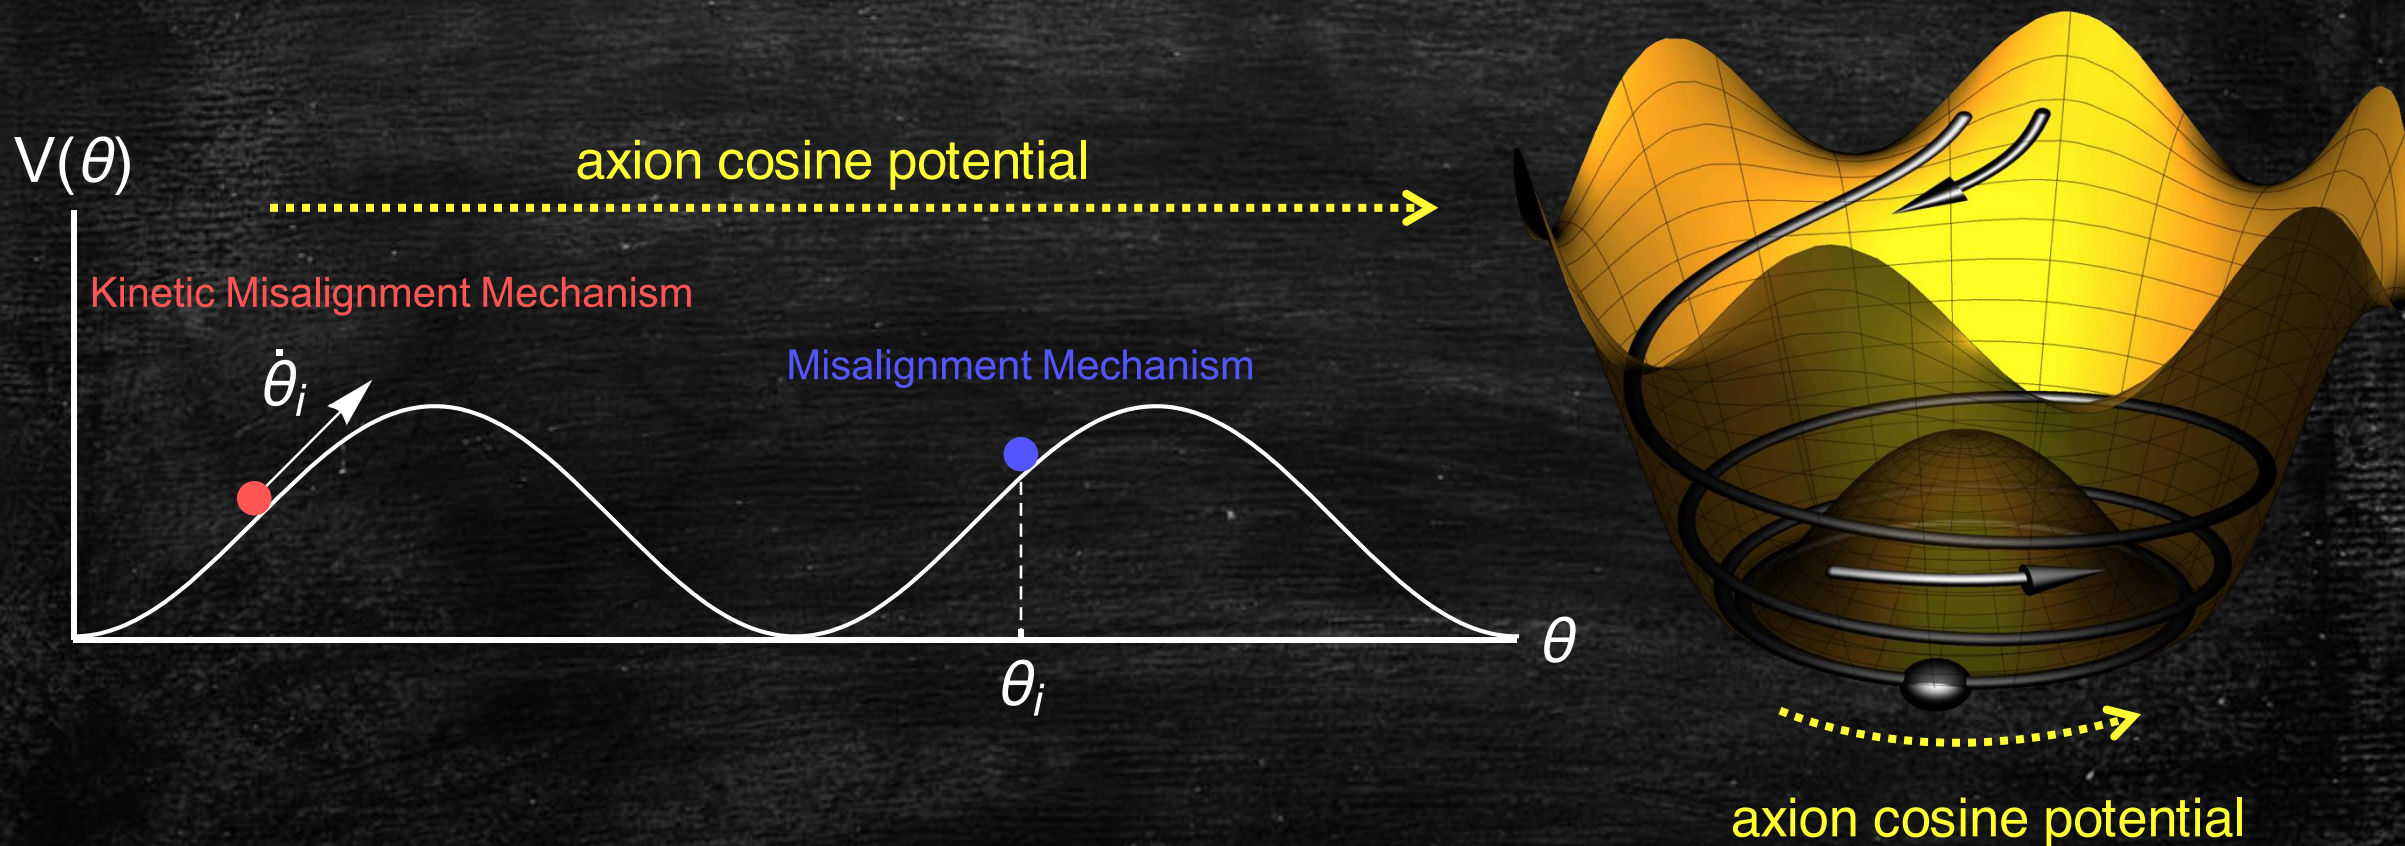 V(θ)
axion cosine potential
Kinetic Misalignment Mechanism
θ̇ᵢ
Misalignment Mechanism
θ
θᵢ
axion cosine potential